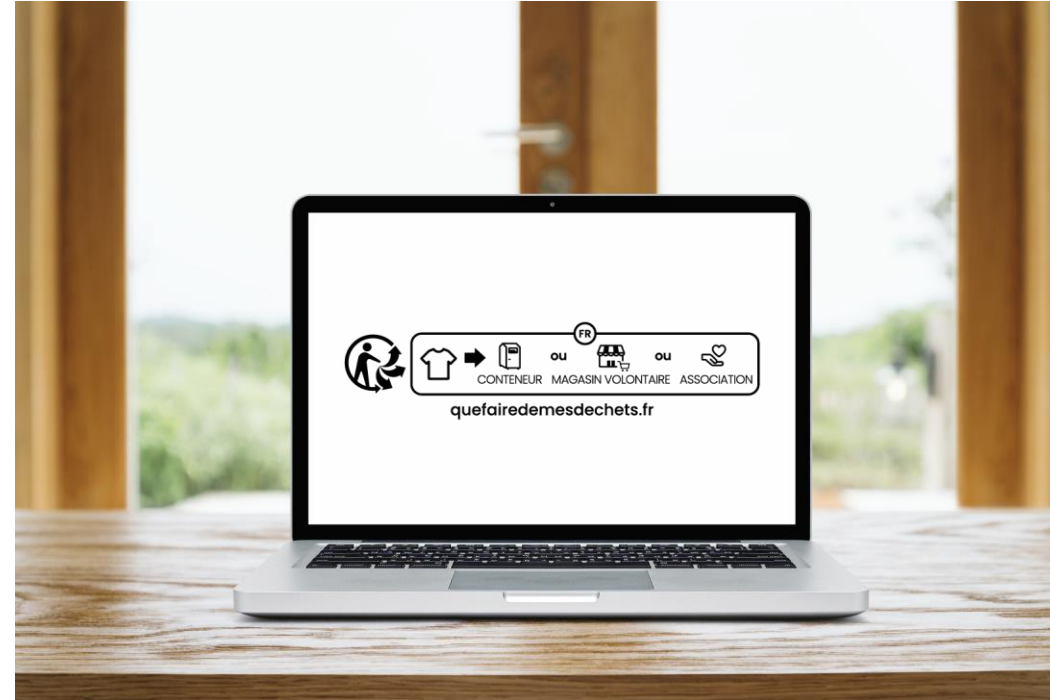 FR
ou ou
CONTENEUR MAGASIN VOLONTAIRE ASSOCIATION
quefairedemesdechets.fr